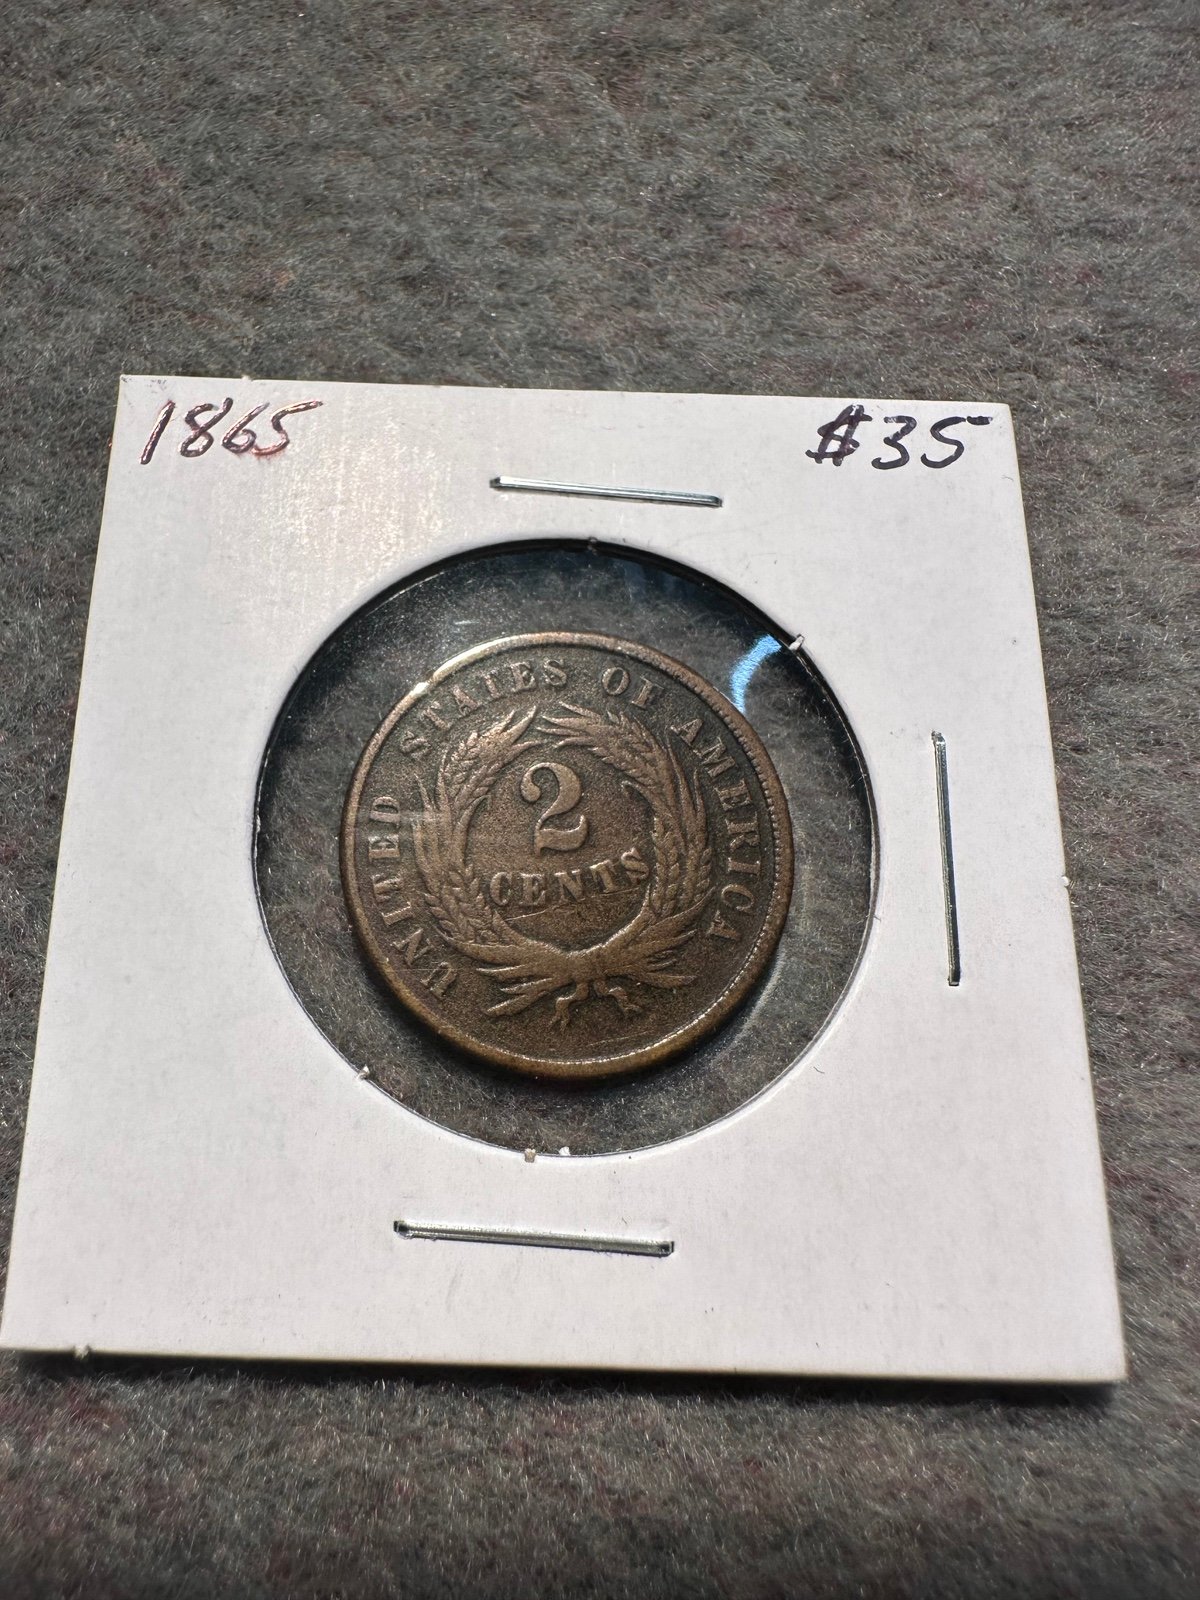 1865
$35
UNITED STATES OF AMERICA
2
CENTS